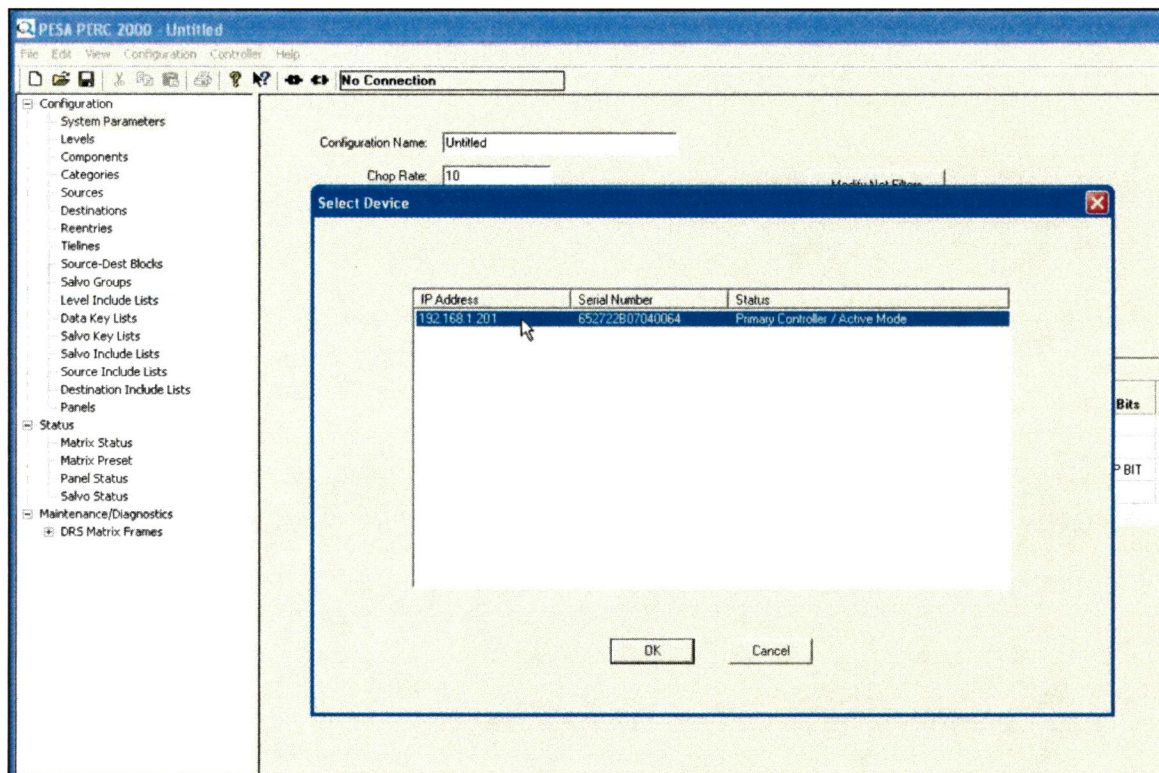 PESA PERC 2000 - Untitled
File Edit View Configuration Controller Help
No Connection
Configuration
System Parameters
Levels
Components
Categories
Sources
Destinations
Reentries
Tielines
Source-Dest Blocks
Salvo Groups
Level Include Lists
Data Key Lists
Salvo Key Lists
Salvo Include Lists
Source Include Lists
Destination Include Lists
Panels
Status
Matrix Status
Matrix Preset
Panel Status
Salvo Status
Maintenance/Diagnostics
DRS Matrix Frames
Configuration Name: Untitled
Chop Rate: 10
Select Device
IP Address Serial Number Status
192.168.1.201 652722B07040064 Primary Controller / Active Mode
OK Cancel
Bits
P BIT